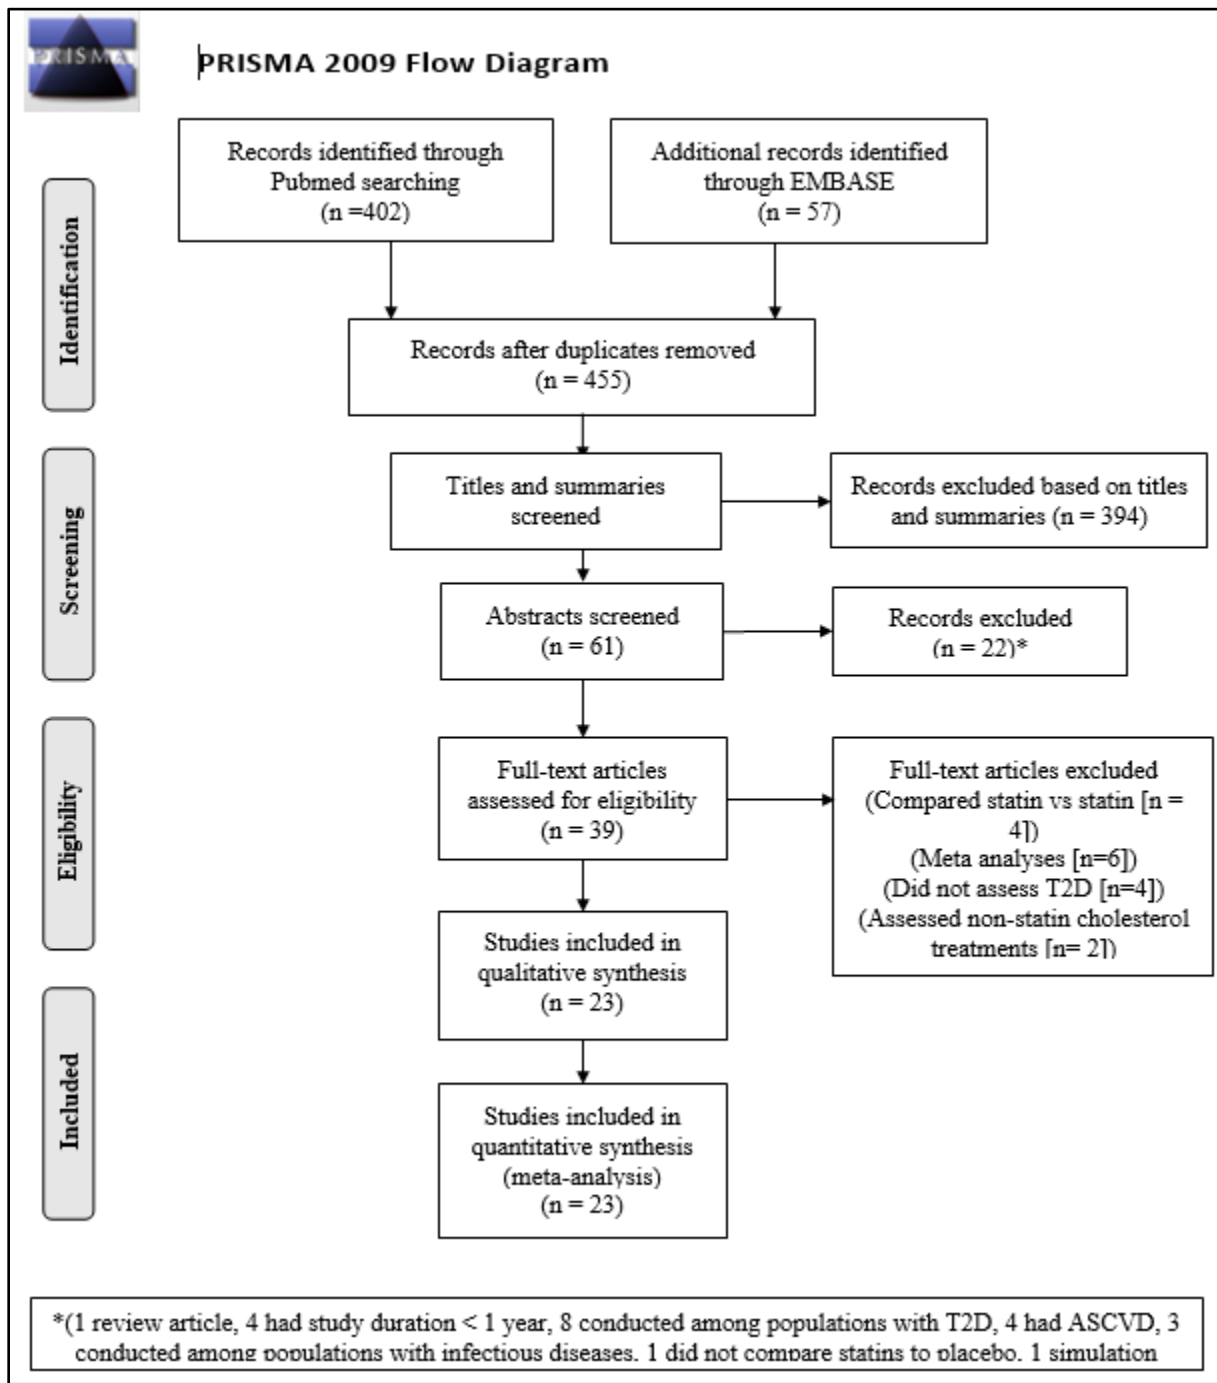 PRISMA
PRISMA 2009 Flow Diagram
Records identified through
Pubmed searching
(n =402)
Additional records identified
through EMBASE
(n = 57)
Identification
Records after duplicates removed
(n = 455)
Screening
Titles and summaries
screened
Records excluded based on titles
and summaries (n = 394)
Abstracts screened
(n = 61)
Records excluded
(n = 22)*
Eligibility
Full-text articles
assessed for eligibility
(n = 39)
Full-text articles excluded
(Compared statin vs statin [n =
4])
(Meta analyses [n=6])
(Did not assess T2D [n=4])
(Assessed non-statin cholesterol
treatments [n= 2])
Studies included in
qualitative synthesis
(n = 23)
Included
Studies included in
quantitative synthesis
(meta-analysis)
(n = 23)
*(1 review article, 4 had study duration < 1 year, 8 conducted among populations with T2D, 4 had ASCVD, 3
conducted among populations with infectious diseases, 1 did not compare statins to placebo, 1 simulation